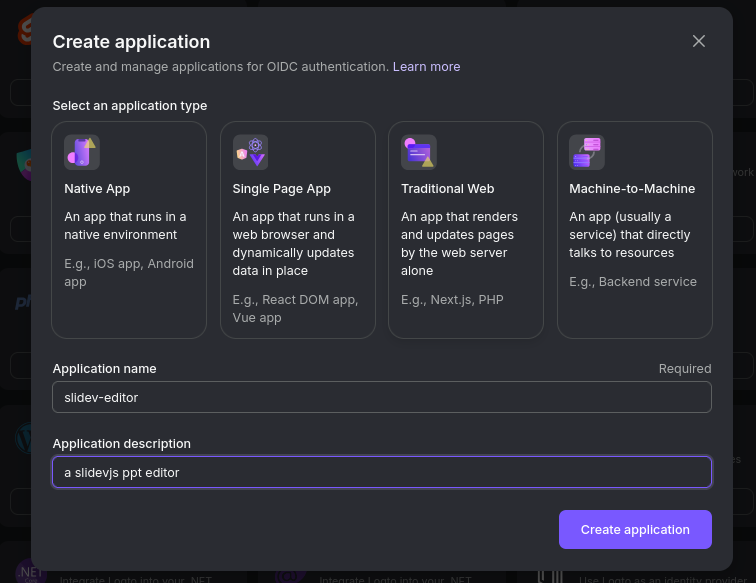 Create application
Create and manage applications for OIDC authentication. Learn more
Select an application type
Native App
An app that runs in a
native environment
E.g., iOS app, Android
app
Single Page App
An app that runs in a
web browser and
dynamically updates
data in place
E.g., React DOM app,
Vue app
Traditional Web
An app that renders
and updates pages
by the web server
alone
E.g., Next.js, PHP
Machine-to-Machine
An app (usually a
service) that directly
talks to resources
E.g., Backend service
Application name
Required
slidev-editor
Application description
a slidevjs ppt editor
Create application
.NET
Integrate Logto into your .NET
Integrate Logto into your .NET
Use Logto as an identity provider